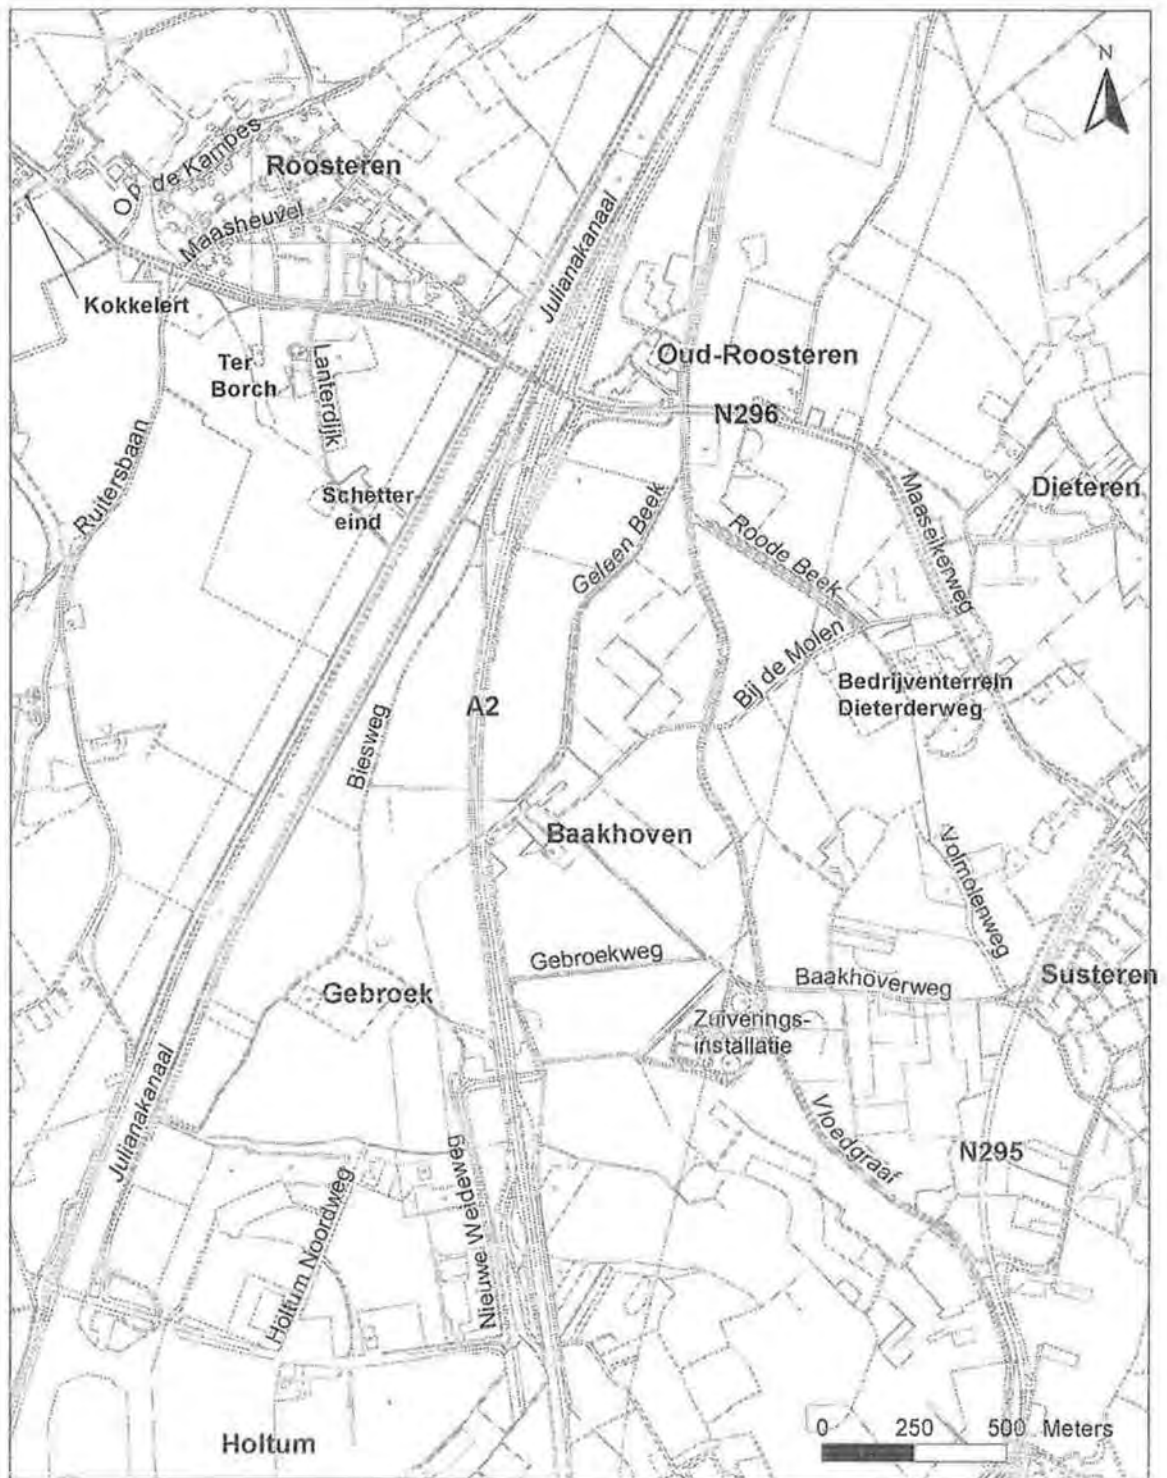 N
Op de Kampes
Roosteren
Maasheuvel
Julianakanaal
Kokkelert
Ter
Borch
Lanterdijk
Oud-Roosteren
N296
Ruitersbaan
Schetter-
eind
Maaseikerweg
Dieteren
Geleen Beek
Roode Beek
Bij de Molen
Bedrijventerrein
Dieterderweg
A2
Biesweg
Baakhoven
Volmolenweg
Gebroekweg
Baakhoverweg
Susteren
Gebroek
Zuiverings-
installatie
Julianakanaal
Vloedgraaf
N295
Holtum Noordweg
Nieuwe Weideweg
Holtum
0 250 500 Meters